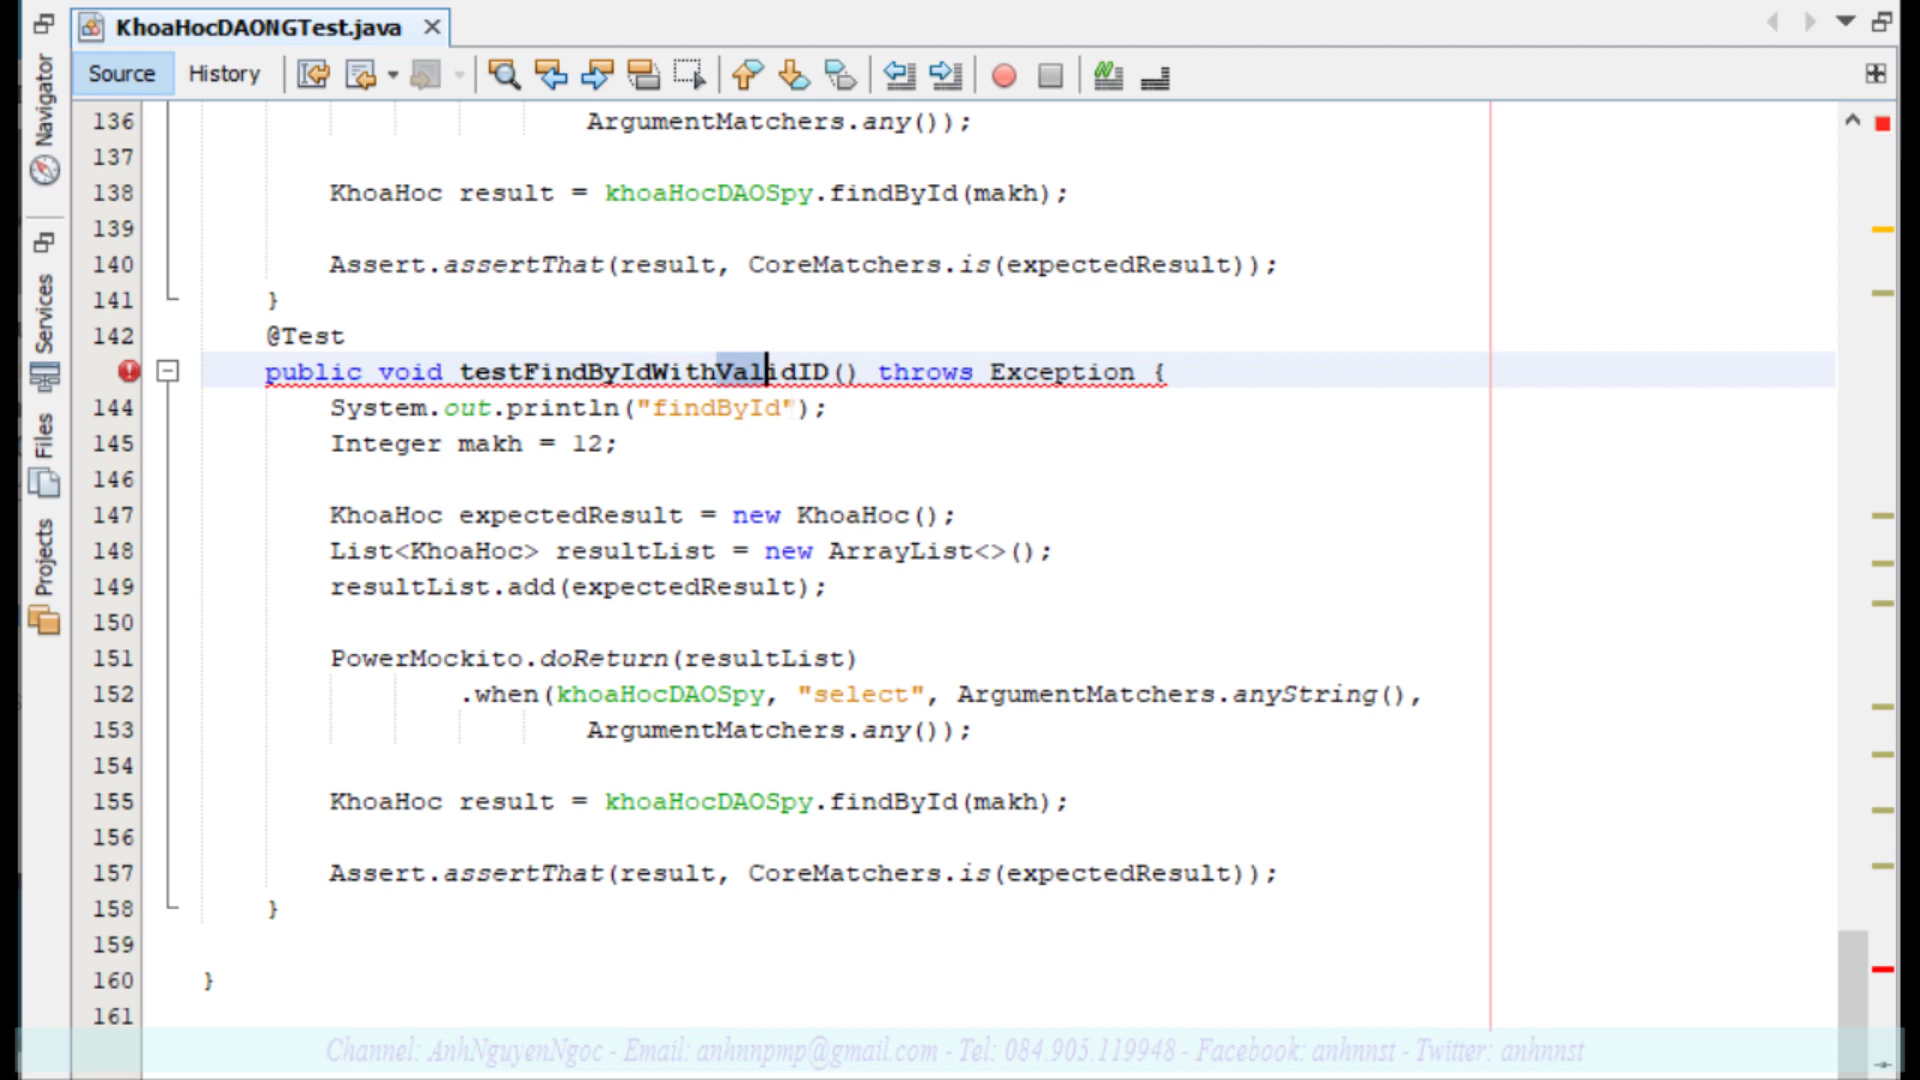 KhoaHocDAONGTest.java
Source History
Navigator
Services
Files
Projects
136 ArgumentMatchers.any());
137
138 KhoaHoc result = khoaHocDAOSpy.findById(makh);
139
140 Assert.assertThat(result, CoreMatchers.is(expectedResult));
141 }
142 @Test
public void testFindByIdWithValidID() throws Exception {
144 System.out.println("findById");
145 Integer makh = 12;
146
147 KhoaHoc expectedResult = new KhoaHoc();
148 List<KhoaHoc> resultList = new ArrayList<>();
149 resultList.add(expectedResult);
150
151 PowerMockito.doReturn(resultList)
152 .when(khoaHocDAOSpy, "select", ArgumentMatchers.anyString(),
153 ArgumentMatchers.any());
154
155 KhoaHoc result = khoaHocDAOSpy.findById(makh);
156
157 Assert.assertThat(result, CoreMatchers.is(expectedResult));
158 }
159
160 }
161
Channel: AnhNguyenNgoc - Email: anhnnpmp@gmail.com - Tel: 084.905.119948 - Facebook: anhnnst - Twitter: anhnnst